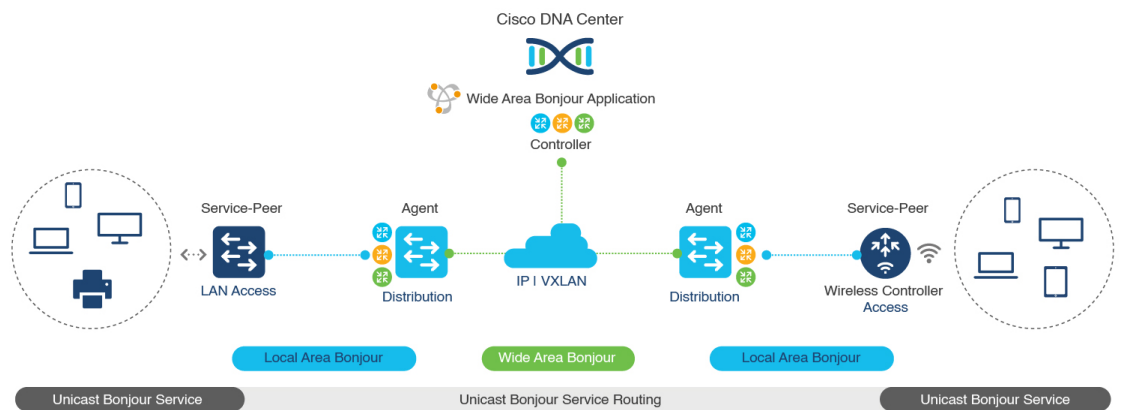 Cisco DNA Center
Wide Area Bonjour Application
Controller
Service-Peer
Agent
Agent
Service-Peer
LAN Access
Distribution
IP | VXLAN
Distribution
Wireless Controller
Access
Local Area Bonjour
Wide Area Bonjour
Local Area Bonjour
Unicast Bonjour Service
Unicast Bonjour Service Routing
Unicast Bonjour Service